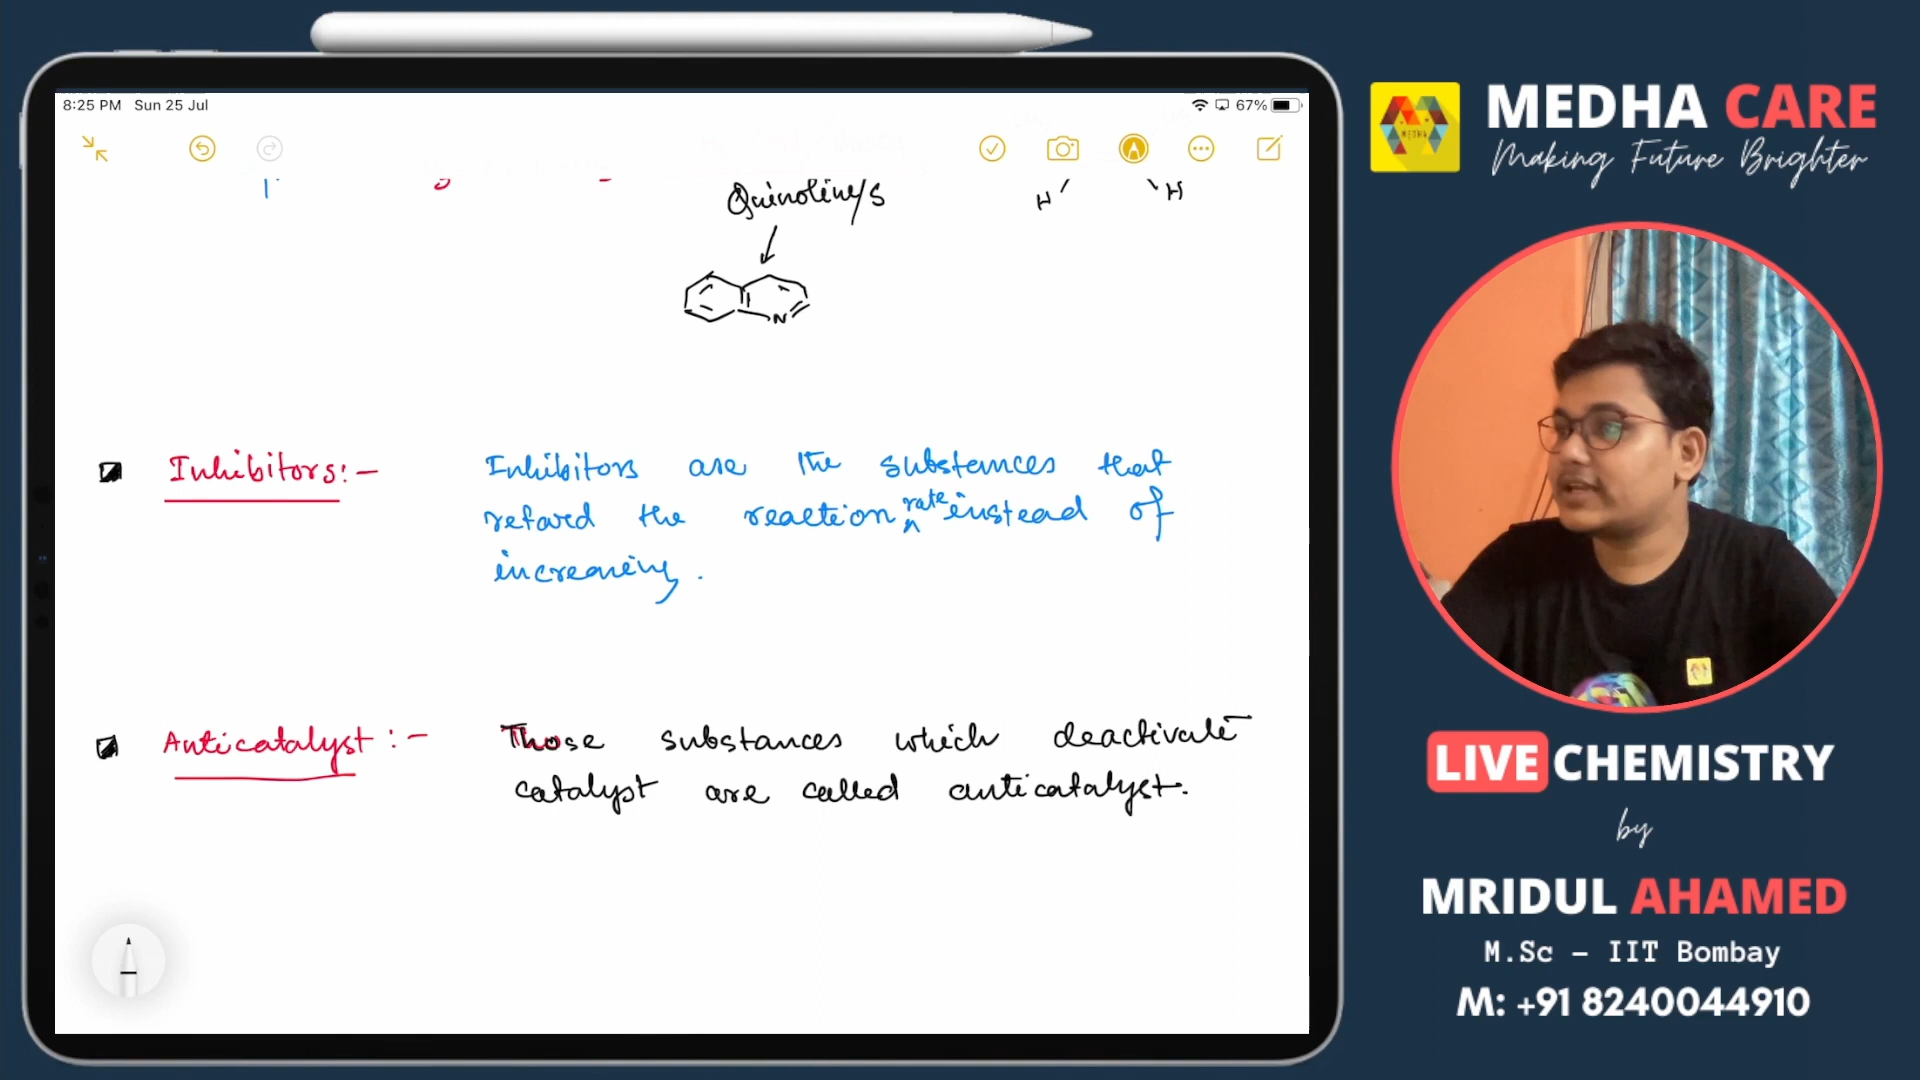 8:25 PM Sun 25 Jul
67%
Quinoline/S
H H
N
Inhibitors:- Inhibitors are the substances that
retard the reaction rate instead of
increasing.
Anticatalyst:- Those substances which deactivate
catalyst are called anticatalyst.
MEDHA CARE
Making Future Brighter
MEDHA
LIVE CHEMISTRY
by
MRIDUL AHAMED
M.Sc - IIT Bombay
M: +91 8240044910